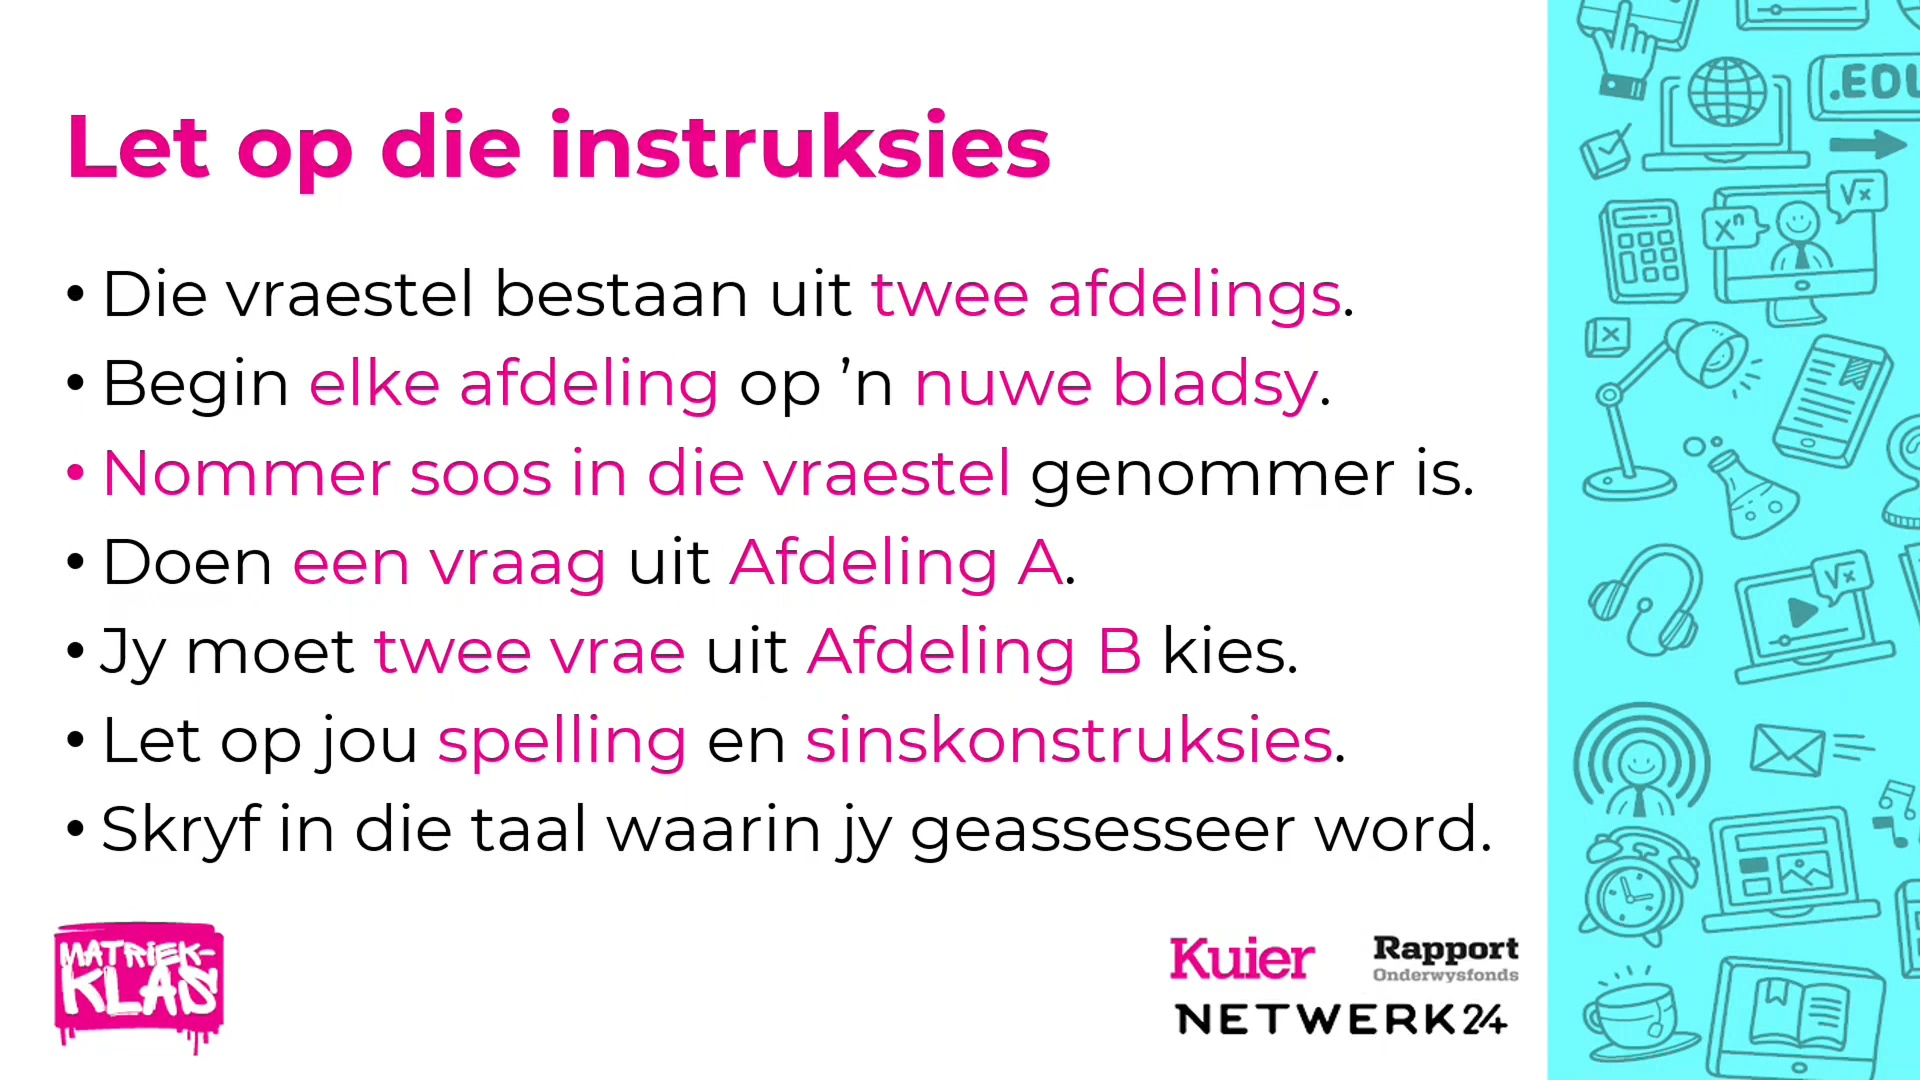 Let op die instruksies
• Die vraestel bestaan uit twee afdelings.
• Begin elke afdeling op ’n nuwe bladsy.
• Nommer soos in die vraestel genommer is.
• Doen een vraag uit Afdeling A.
• Jy moet twee vrae uit Afdeling B kies.
• Let op jou spelling en sinskonstruksies.
• Skryf in die taal waarin jy geassesseer word.
MATRIEK-
KLAS
Kuier
Rapport
Onderwysfonds
NETWERK24
.EDU
√x
xⁿ
√x